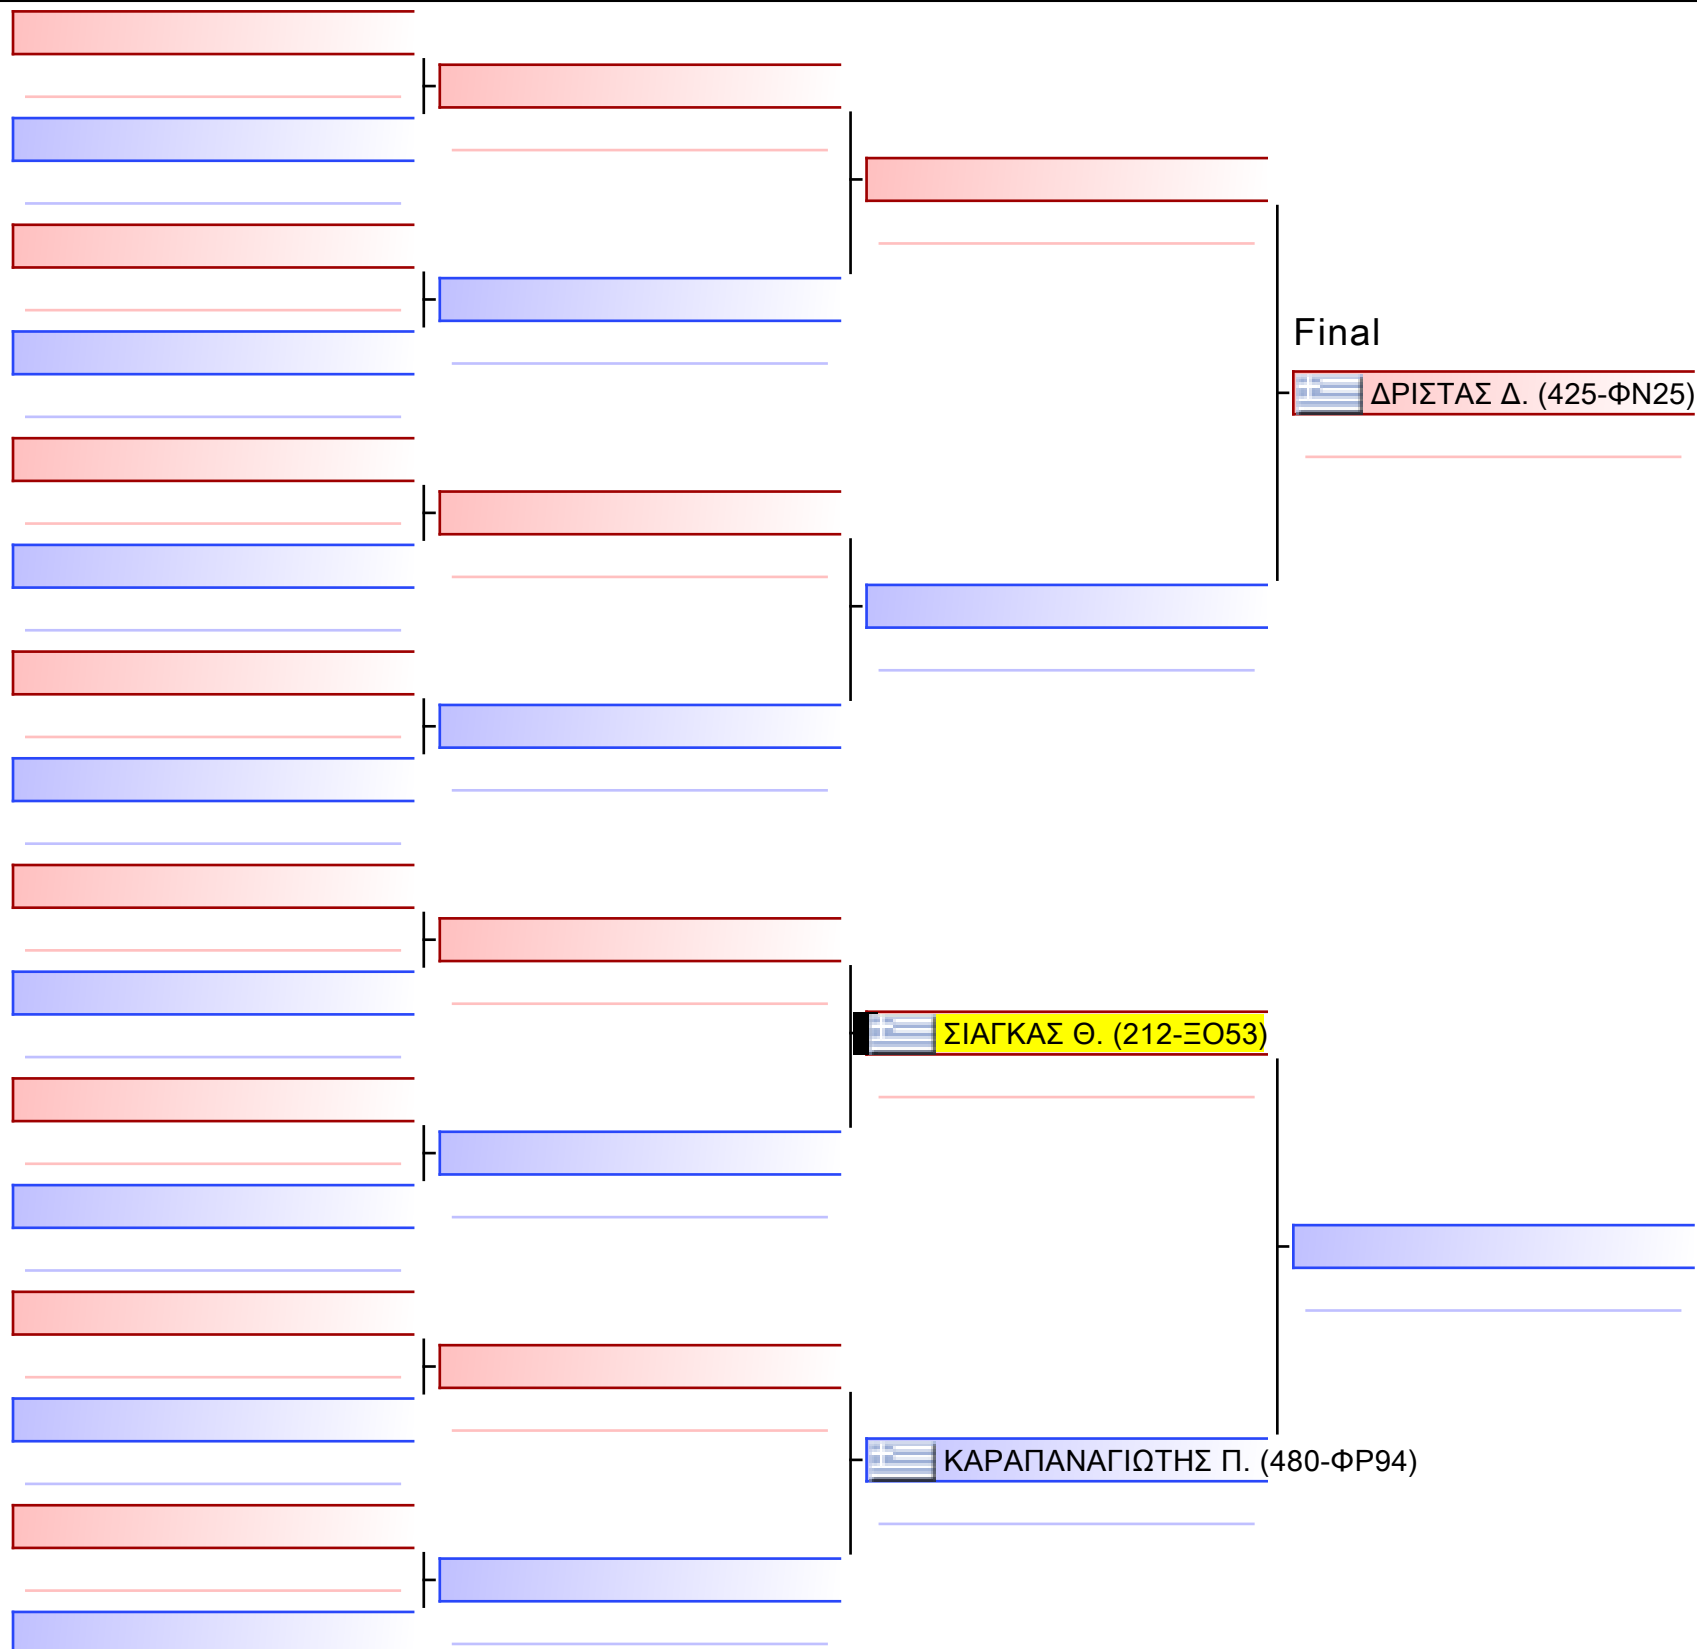 Final
ΔΡΙΣΤΑΣ Δ. (425-ΦΝ25)
ΣΙΑΓΚΑΣ Θ. (212-ΞΟ53)
ΚΑΡΑΠΑΝΑΓΙΩΤΗΣ Π. (480-ΦΡ94)